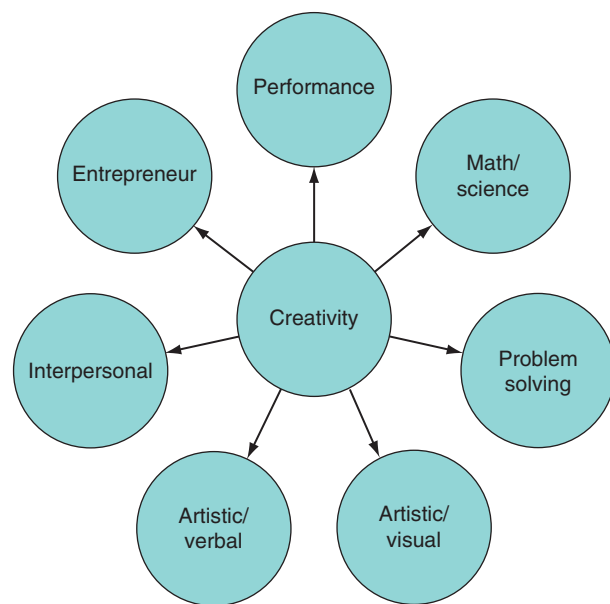 Performance
Entrepreneur
Math/
science
Creativity
Interpersonal
Problem
solving
Artistic/
verbal
Artistic/
visual